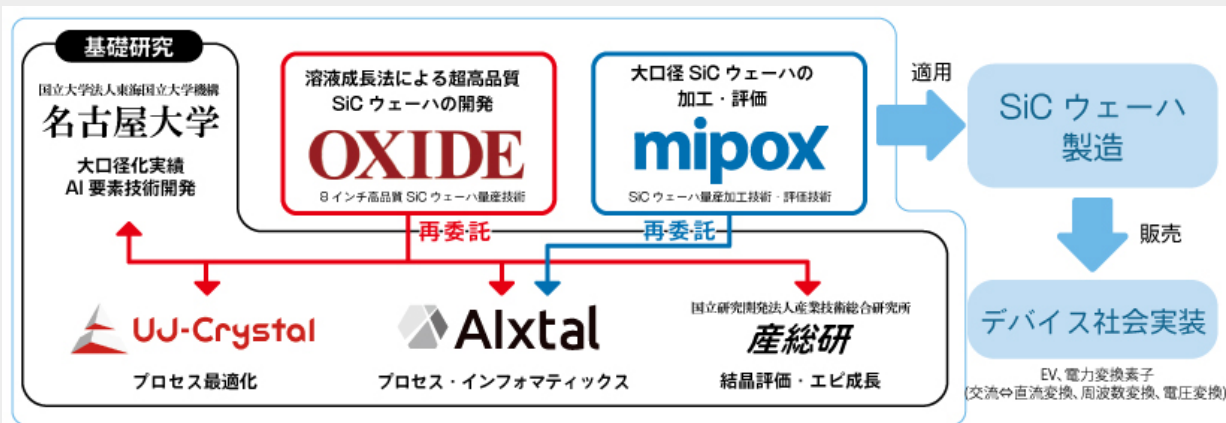 基礎研究
国立大学法人東海国立大学機構
名古屋大学
大口径化実績
AI 要素技術開発
溶液成長法による超高品質
SiC ウェーハの開発
OXIDE
8 インチ高品質 SiC ウェーハ量産技術
大口径 SiC ウェーハの
加工・評価
mipox
SiC ウェーハ量産加工技術・評価技術
適用
SiC ウェーハ
製造
再委託
再委託
販売
UJ-Crystal
プロセス最適化
AIxtal
プロセス・インフォマティックス
国立研究開発法人産業技術総合研究所
産総研
結晶評価・エピ成長
デバイス社会実装
EV、電力変換素子
(交流⇔直流変換、周波数変換、電圧変換)